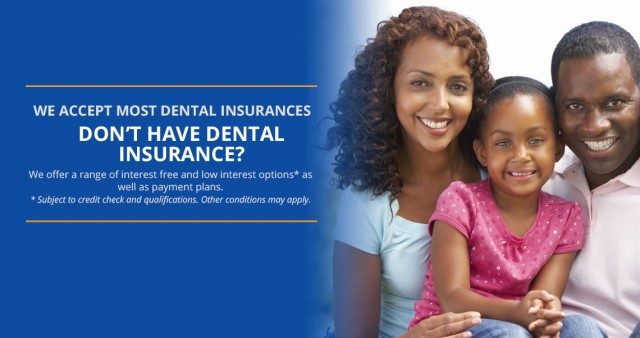 WE ACCEPT MOST DENTAL INSURANCES
DON'T HAVE DENTAL
INSURANCE?
We offer a range of interest free and low interest options* as
well as payment plans.
* Subject to credit check and qualifications. Other conditions may apply.